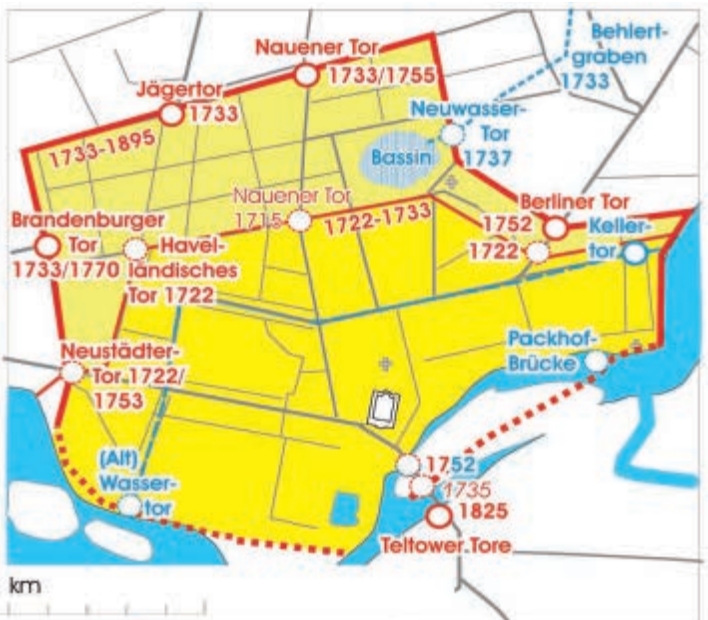 Nauener Tor
1733/1755
Behlert-
graben
1733
Jägertor
1733
Neuwasser-
Tor
1737
1733-1895
Bassin
Nauener Tor
1715
1722-1733
Berliner Tor
1752
1722
Keller-
tor
Brandenburger
Tor
1733/1770
Havel-
ländisches
Tor 1722
Neustädter-
Tor 1722/
1753
Packhof-
Brücke
(Alt)
Wasser-
tor
1752
1735
1825
Teltower Tore
km